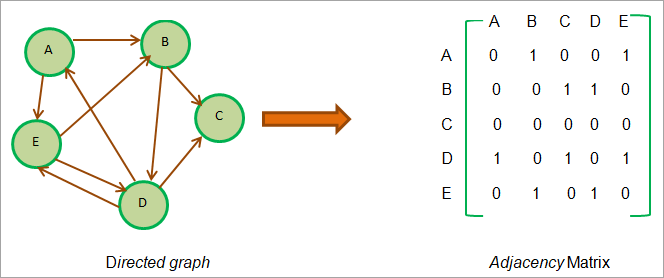 A
B
C
D
E
A B C D E
A 0 1 0 0 1
B 0 0 1 1 0
C 0 0 0 0 0
D 1 0 1 0 1
E 0 1 0 1 0
Directed graph
Adjacency Matrix